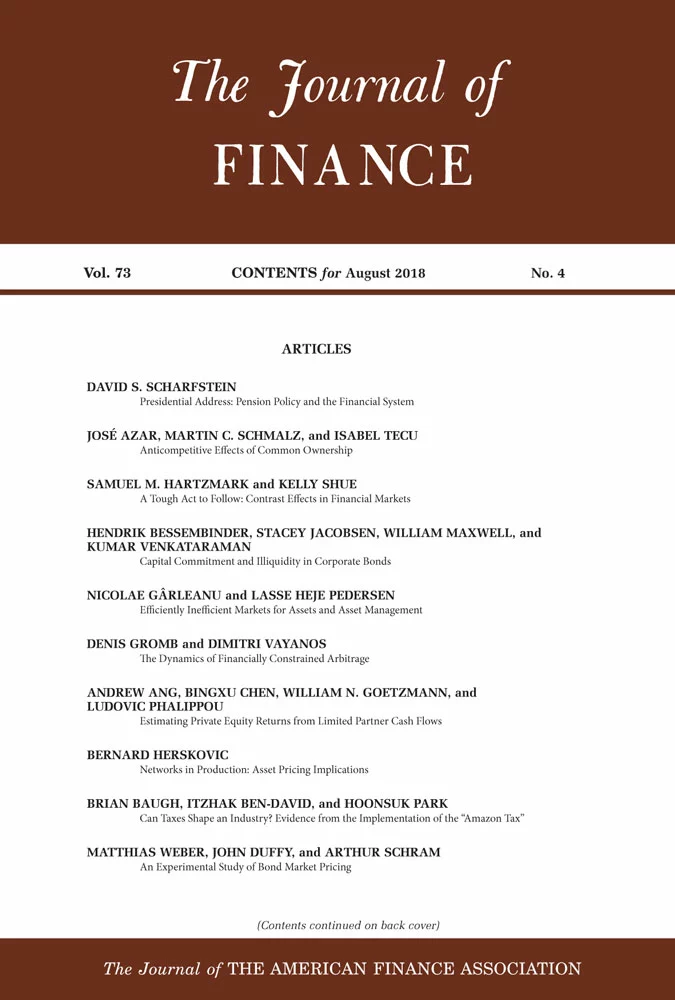 The Journal of
FINANCE
Vol. 73 CONTENTS for August 2018 No. 4
ARTICLES
DAVID S. SCHARFSTEIN
Presidential Address: Pension Policy and the Financial System
JOSÉ AZAR, MARTIN C. SCHMALZ, and ISABEL TECU
Anticompetitive Effects of Common Ownership
SAMUEL M. HARTZMARK and KELLY SHUE
A Tough Act to Follow: Contrast Effects in Financial Markets
HENDRIK BESSEMBINDER, STACEY JACOBSEN, WILLIAM MAXWELL, and
KUMAR VENKATARAMAN
Capital Commitment and Illiquidity in Corporate Bonds
NICOLAE GÂRLEANU and LASSE HEJE PEDERSEN
Efficiently Inefficient Markets for Assets and Asset Management
DENIS GROMB and DIMITRI VAYANOS
The Dynamics of Financially Constrained Arbitrage
ANDREW ANG, BINGXU CHEN, WILLIAM N. GOETZMANN, and
LUDOVIC PHALIPPOU
Estimating Private Equity Returns from Limited Partner Cash Flows
BERNARD HERSKOVIC
Networks in Production: Asset Pricing Implications
BRIAN BAUGH, ITZHAK BEN-DAVID, and HOONSUK PARK
Can Taxes Shape an Industry? Evidence from the Implementation of the “Amazon Tax”
MATTHIAS WEBER, JOHN DUFFY, and ARTHUR SCHRAM
An Experimental Study of Bond Market Pricing
(Contents continued on back cover)
The Journal of THE AMERICAN FINANCE ASSOCIATION